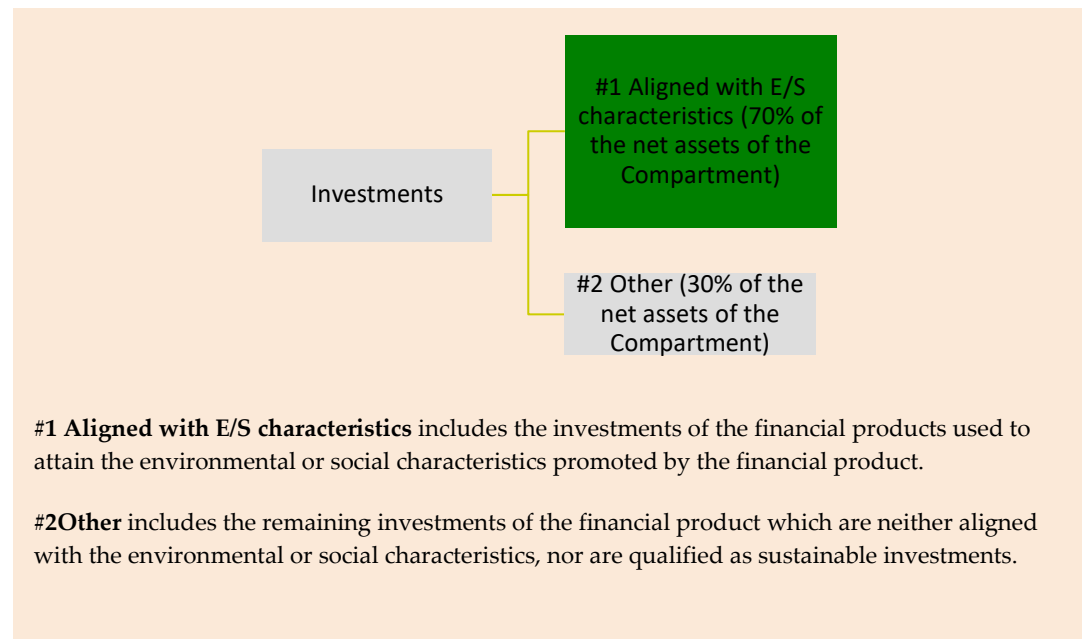 #1 Aligned with E/S
characteristics (70% of
the net assets of the
Compartment)
Investments
#2 Other (30% of the
net assets of the
Compartment)
#1 Aligned with E/S characteristics includes the investments of the financial products used to
attain the environmental or social characteristics promoted by the financial product.
#2Other includes the remaining investments of the financial product which are neither aligned
with the environmental or social characteristics, nor are qualified as sustainable investments.